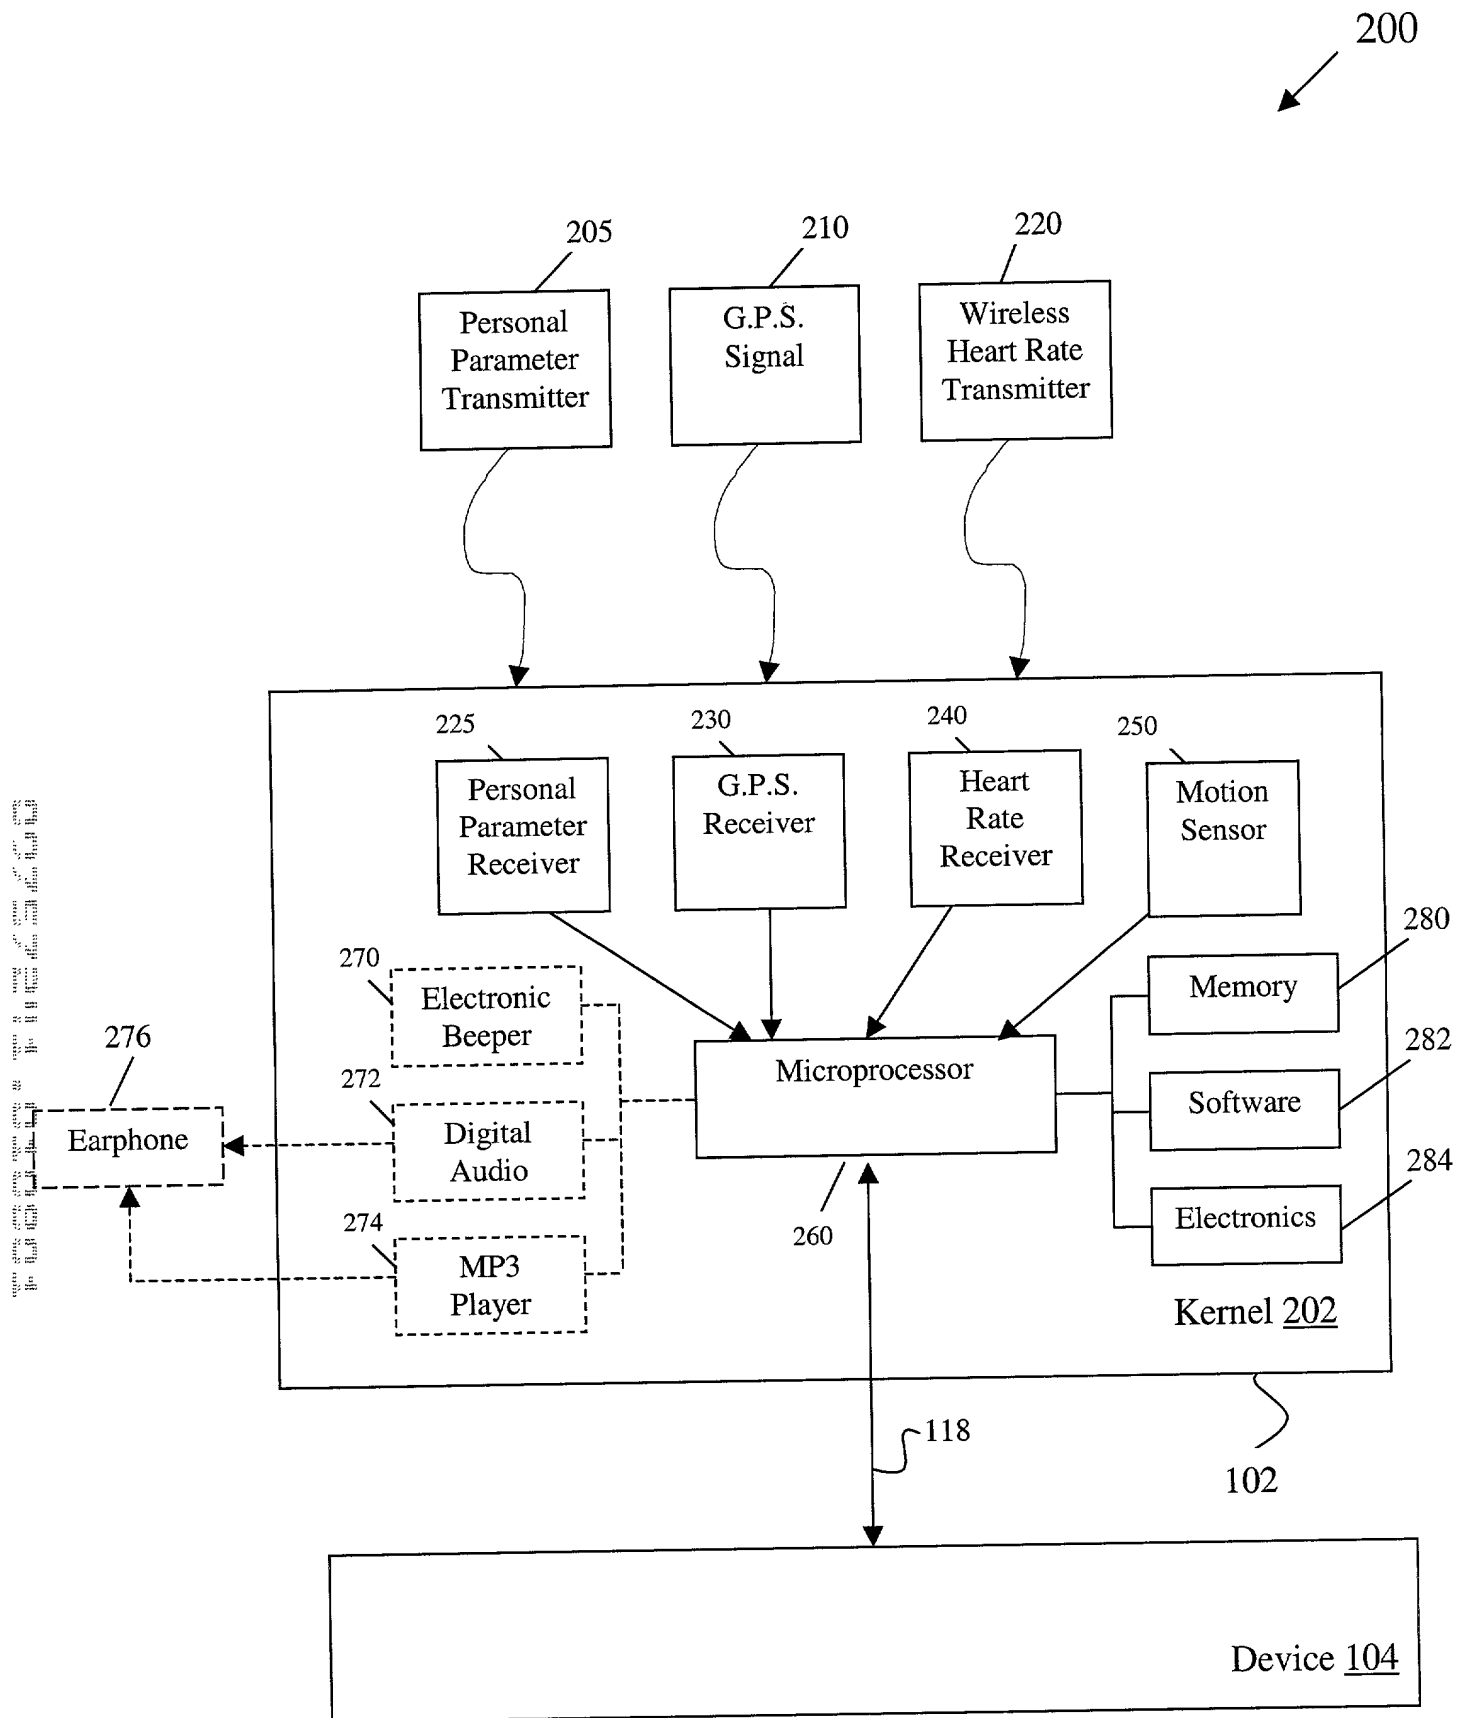 200
205
210
220
Personal
Parameter
Transmitter
G.P.S.
Signal
Wireless
Heart Rate
Transmitter
225
230
240
250
Personal
Parameter
Receiver
G.P.S.
Receiver
Heart
Rate
Receiver
Motion
Sensor
270
Electronic
Beeper
276
Earphone
272
Digital
Audio
274
MP3
Player
Microprocessor
260
280
Memory
282
Software
284
Electronics
Kernel 202
118
102
Device 104